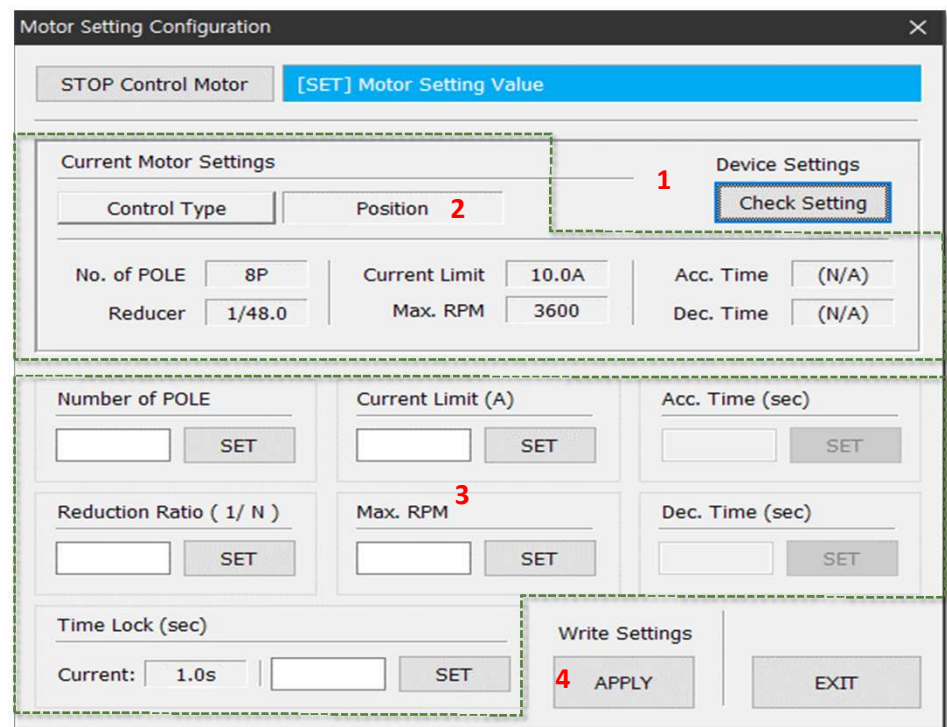 Motor Setting Configuration
STOP Control Motor
[SET] Motor Setting Value
Current Motor Settings
Device Settings
1
Control Type
Position
2
Check Setting
No. of POLE 8P
Current Limit 10.0A
Acc. Time (N/A)
Reducer 1/48.0
Max. RPM 3600
Dec. Time (N/A)
Number of POLE
Current Limit (A)
Acc. Time (sec)
SET
SET
SET
3
Reduction Ratio ( 1/ N )
Max. RPM
Dec. Time (sec)
SET
SET
SET
Time Lock (sec)
Write Settings
Current: 1.0s
SET
4
APPLY
EXIT